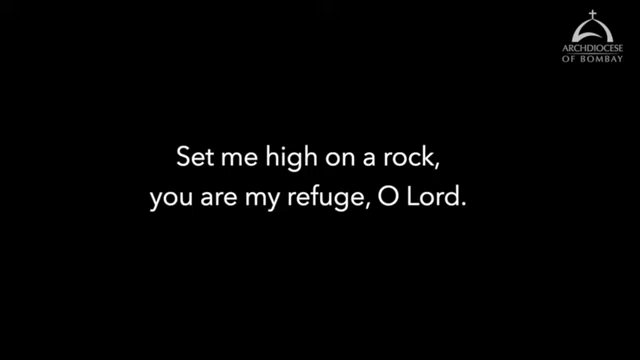 ARCHDIOCESE
OF BOMBAY
Set me high on a rock,
you are my refuge, O Lord.